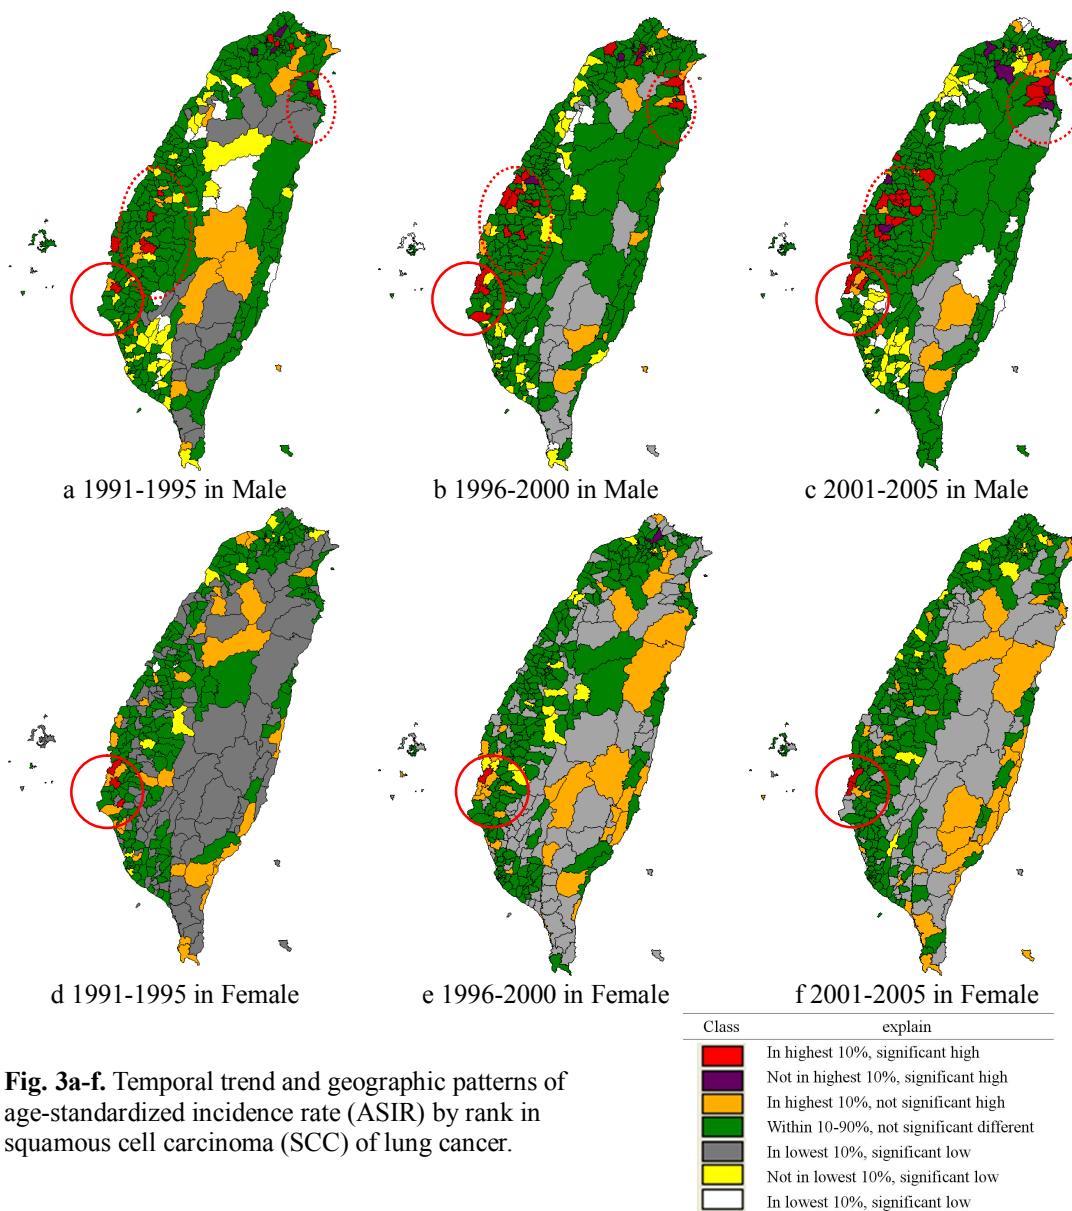 a 1991-1995 in Male
b 1996-2000 in Male
c 2001-2005 in Male
d 1991-1995 in Female
e 1996-2000 in Female
f 2001-2005 in Female
Class explain
In highest 10%, significant high
Not in highest 10%, significant high
In highest 10%, not significant high
Within 10-90%, not significant different
In lowest 10%, significant low
Not in lowest 10%, significant low
In lowest 10%, significant low
Fig. 3a-f. Temporal trend and geographic patterns of
age-standardized incidence rate (ASIR) by rank in
squamous cell carcinoma (SCC) of lung cancer.